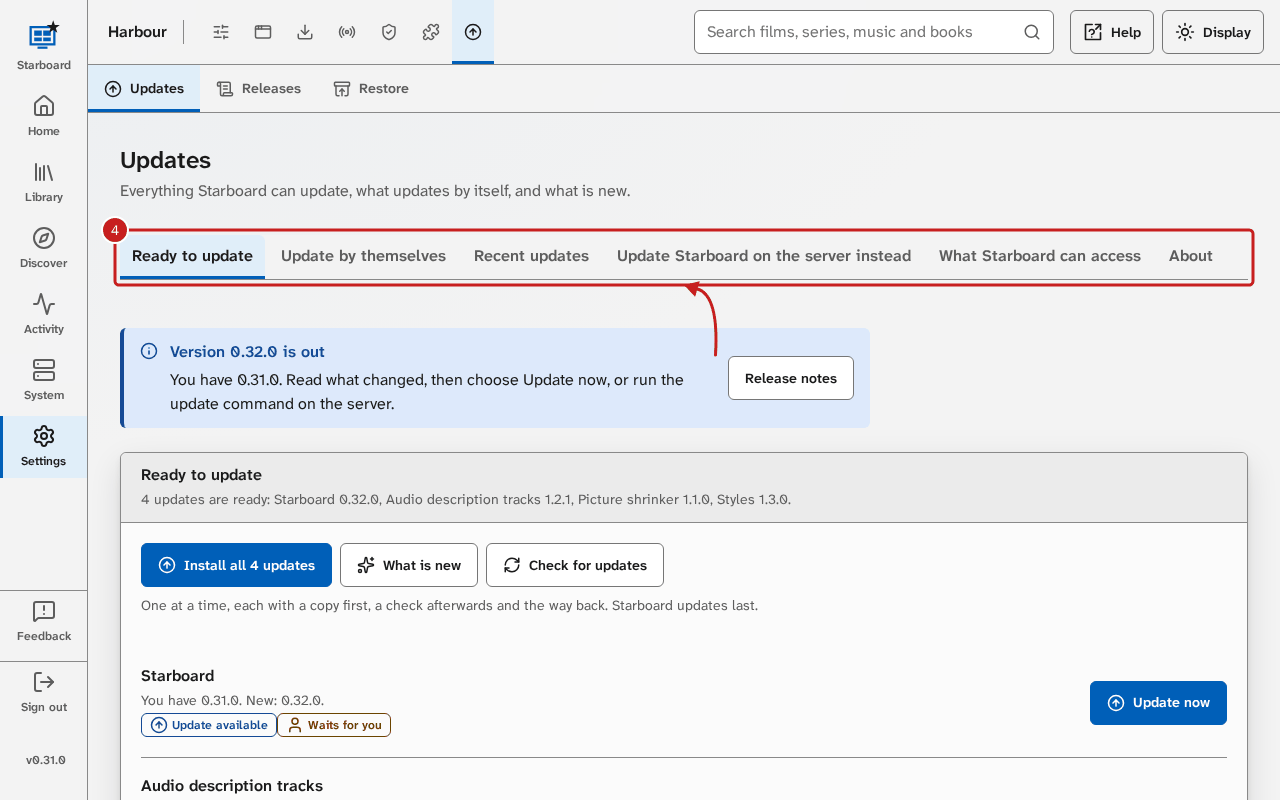 Starboard
Home
Library
Discover
Activity
System
Settings
Feedback
Sign out
v0.31.0
Harbour
Search films, series, music and books
Help
Display
Updates
Releases
Restore
Updates
Everything Starboard can update, what updates by itself, and what is new.
4
Ready to update
Update by themselves
Recent updates
Update Starboard on the server instead
What Starboard can access
About
Version 0.32.0 is out
You have 0.31.0. Read what changed, then choose Update now, or run the
update command on the server.
Release notes
Ready to update
4 updates are ready: Starboard 0.32.0, Audio description tracks 1.2.1, Picture shrinker 1.1.0, Styles 1.3.0.
Install all 4 updates
What is new
Check for updates
One at a time, each with a copy first, a check afterwards and the way back. Starboard updates last.
Starboard
You have 0.31.0. New: 0.32.0.
Update available
Waits for you
Update now
Audio description tracks